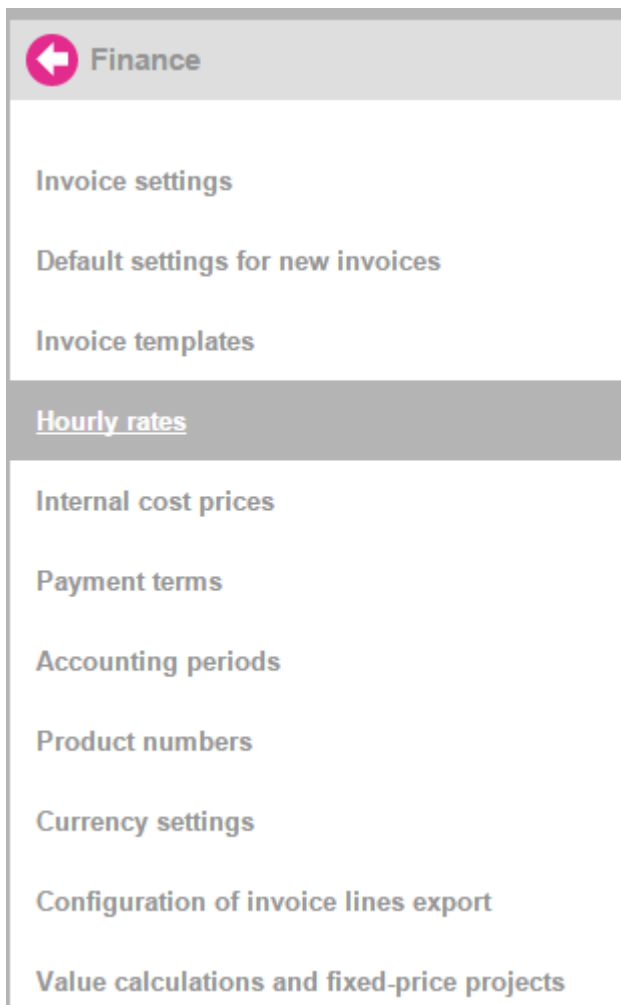 Finance
Invoice settings
Default settings for new invoices
Invoice templates
Hourly rates
Internal cost prices
Payment terms
Accounting periods
Product numbers
Currency settings
Configuration of invoice lines export
Value calculations and fixed-price projects